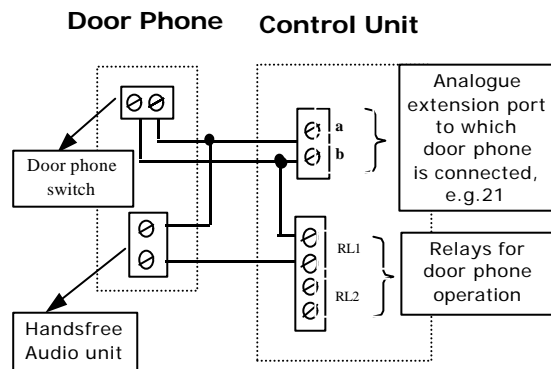 Door Phone
Control Unit
Analogue
extension port
to which
door phone
is connected,
e.g.21
a
b
Door phone
switch
RL1
RL2
Relays for
door phone
operation
Handsfree
Audio unit